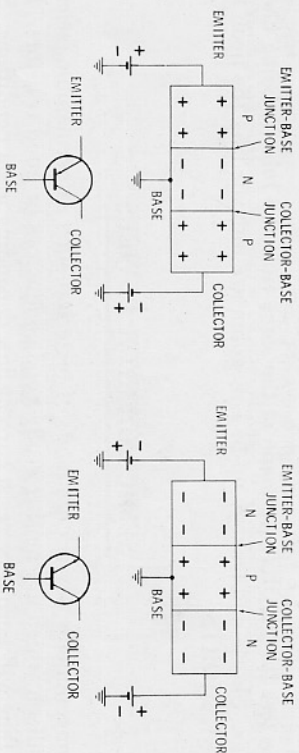 EMITTER-BASE
JUNCTION
COLLECTOR-BASE
JUNCTION
EMITTER
COLLECTOR
P
N
P
+ + − − + +
+ + − − + +
+
−
BASE
−
+
EMITTER
COLLECTOR
BASE
EMITTER-BASE
JUNCTION
COLLECTOR-BASE
JUNCTION
EMITTER
COLLECTOR
N
P
N
− − + + − −
− − + + − −
−
+
BASE
+
−
EMITTER
COLLECTOR
BASE